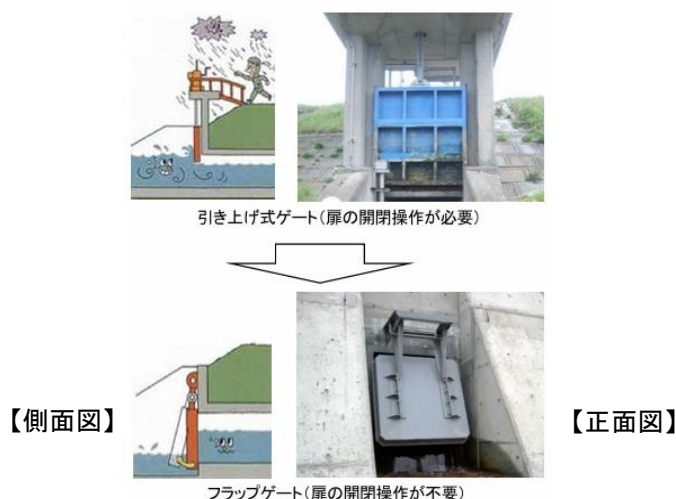 引き上げ式ゲート(扉の開閉操作が必要)
【側面図】
【正面図】
フラップゲート(扉の開閉操作が不要)